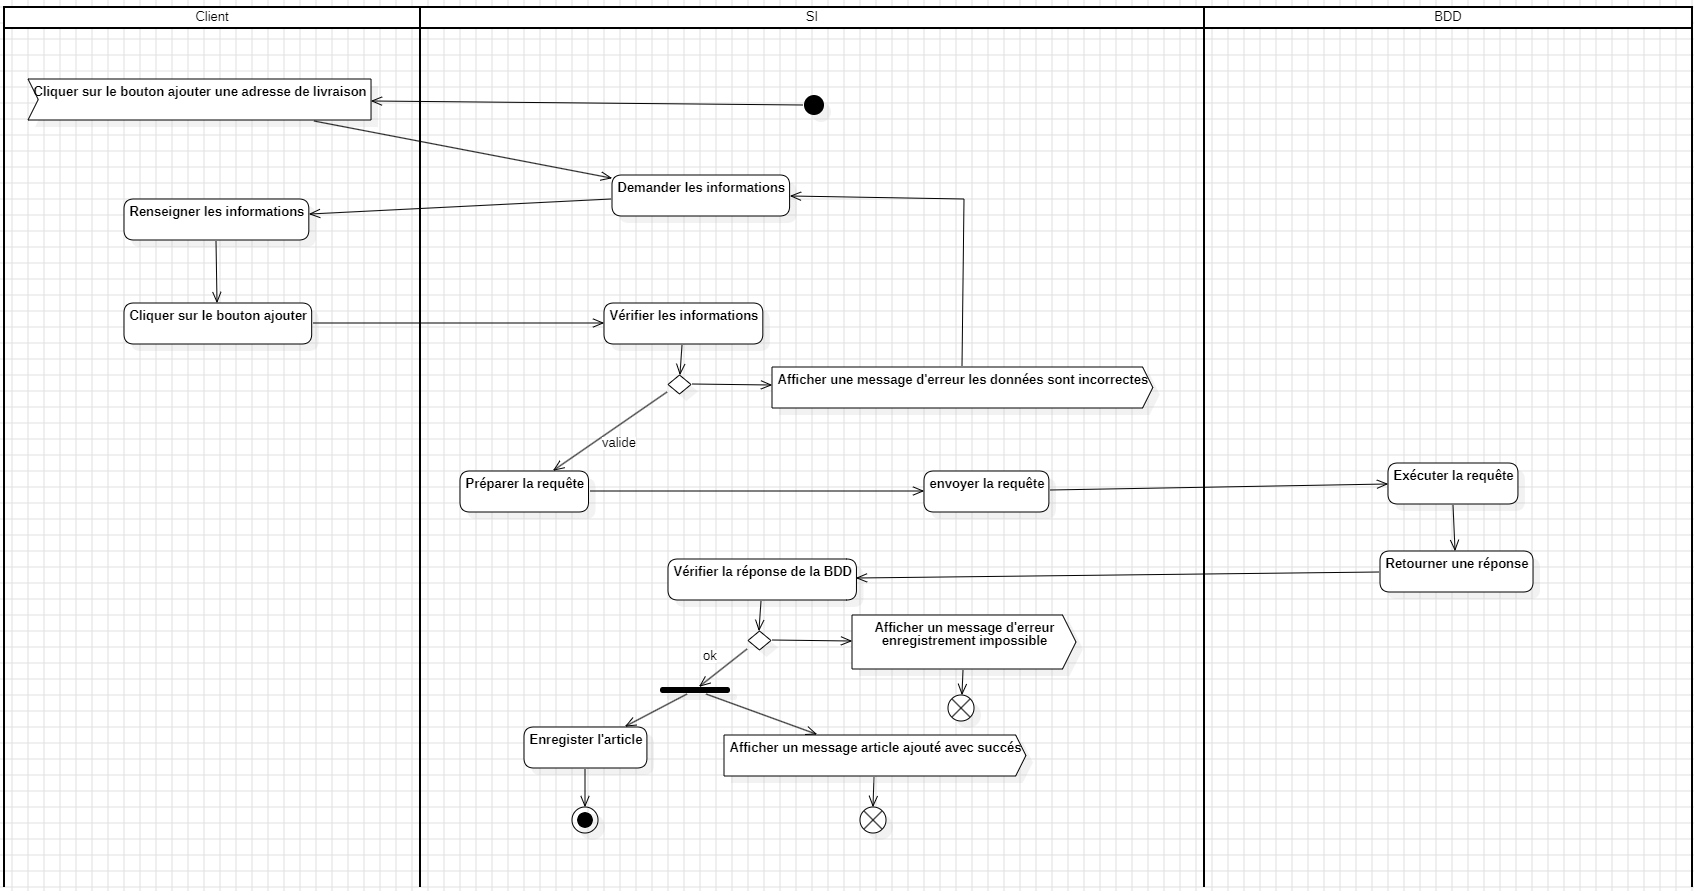 Client
SI
BDD
Cliquer sur le bouton ajouter une adresse de livraison
Demander les informations
Renseigner les informations
Cliquer sur le bouton ajouter
Vérifier les informations
Afficher une message d'erreur les données sont incorrectes
valide
Préparer la requête
envoyer la requête
Exécuter la requête
Retourner une réponse
Vérifier la réponse de la BDD
Afficher un message d'erreur
enregistrement impossible
ok
Enregister l'article
Afficher un message article ajouté avec succés